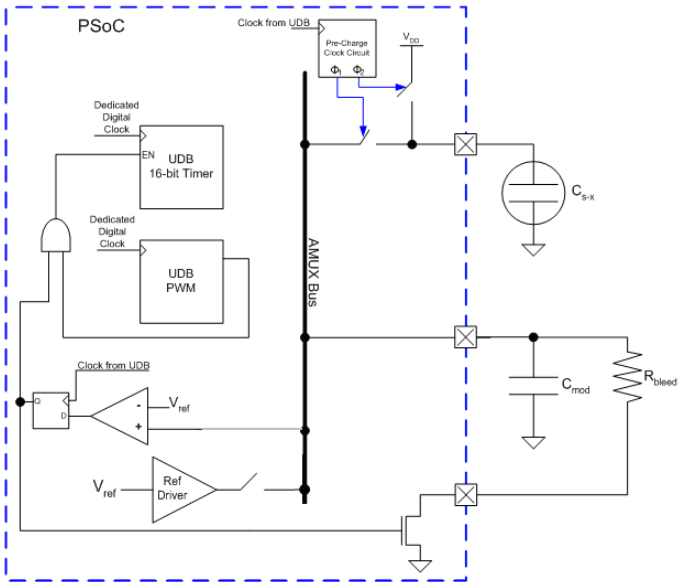 PSoC
Clock from UDB
Pre-Charge
Clock Circuit
Φ1 Φ2
VDD
Dedicated
Digital
Clock
EN
UDB
16-bit Timer
Cs-x
Dedicated
Digital
Clock
UDB
PWM
AMUX Bus
Clock from UDB
Q
D
-
Vref
+
Cmod
Rbleed
Vref
Ref
Driver